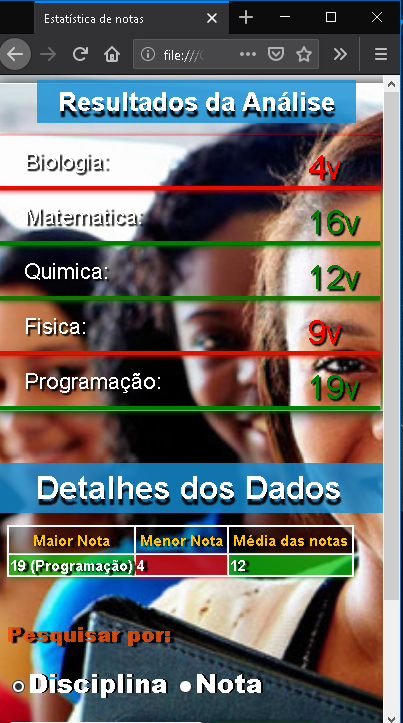 Estatística de notas
file:///
Resultados da Análise
Biologia: 4v
Matematica: 16v
Quimica: 12v
Fisica: 9v
Programação: 19v
Detalhes dos Dados
Maior Nota Menor Nota Média das notas
19 (Programação) 4 12
Pesquisar por:
Disciplina Nota